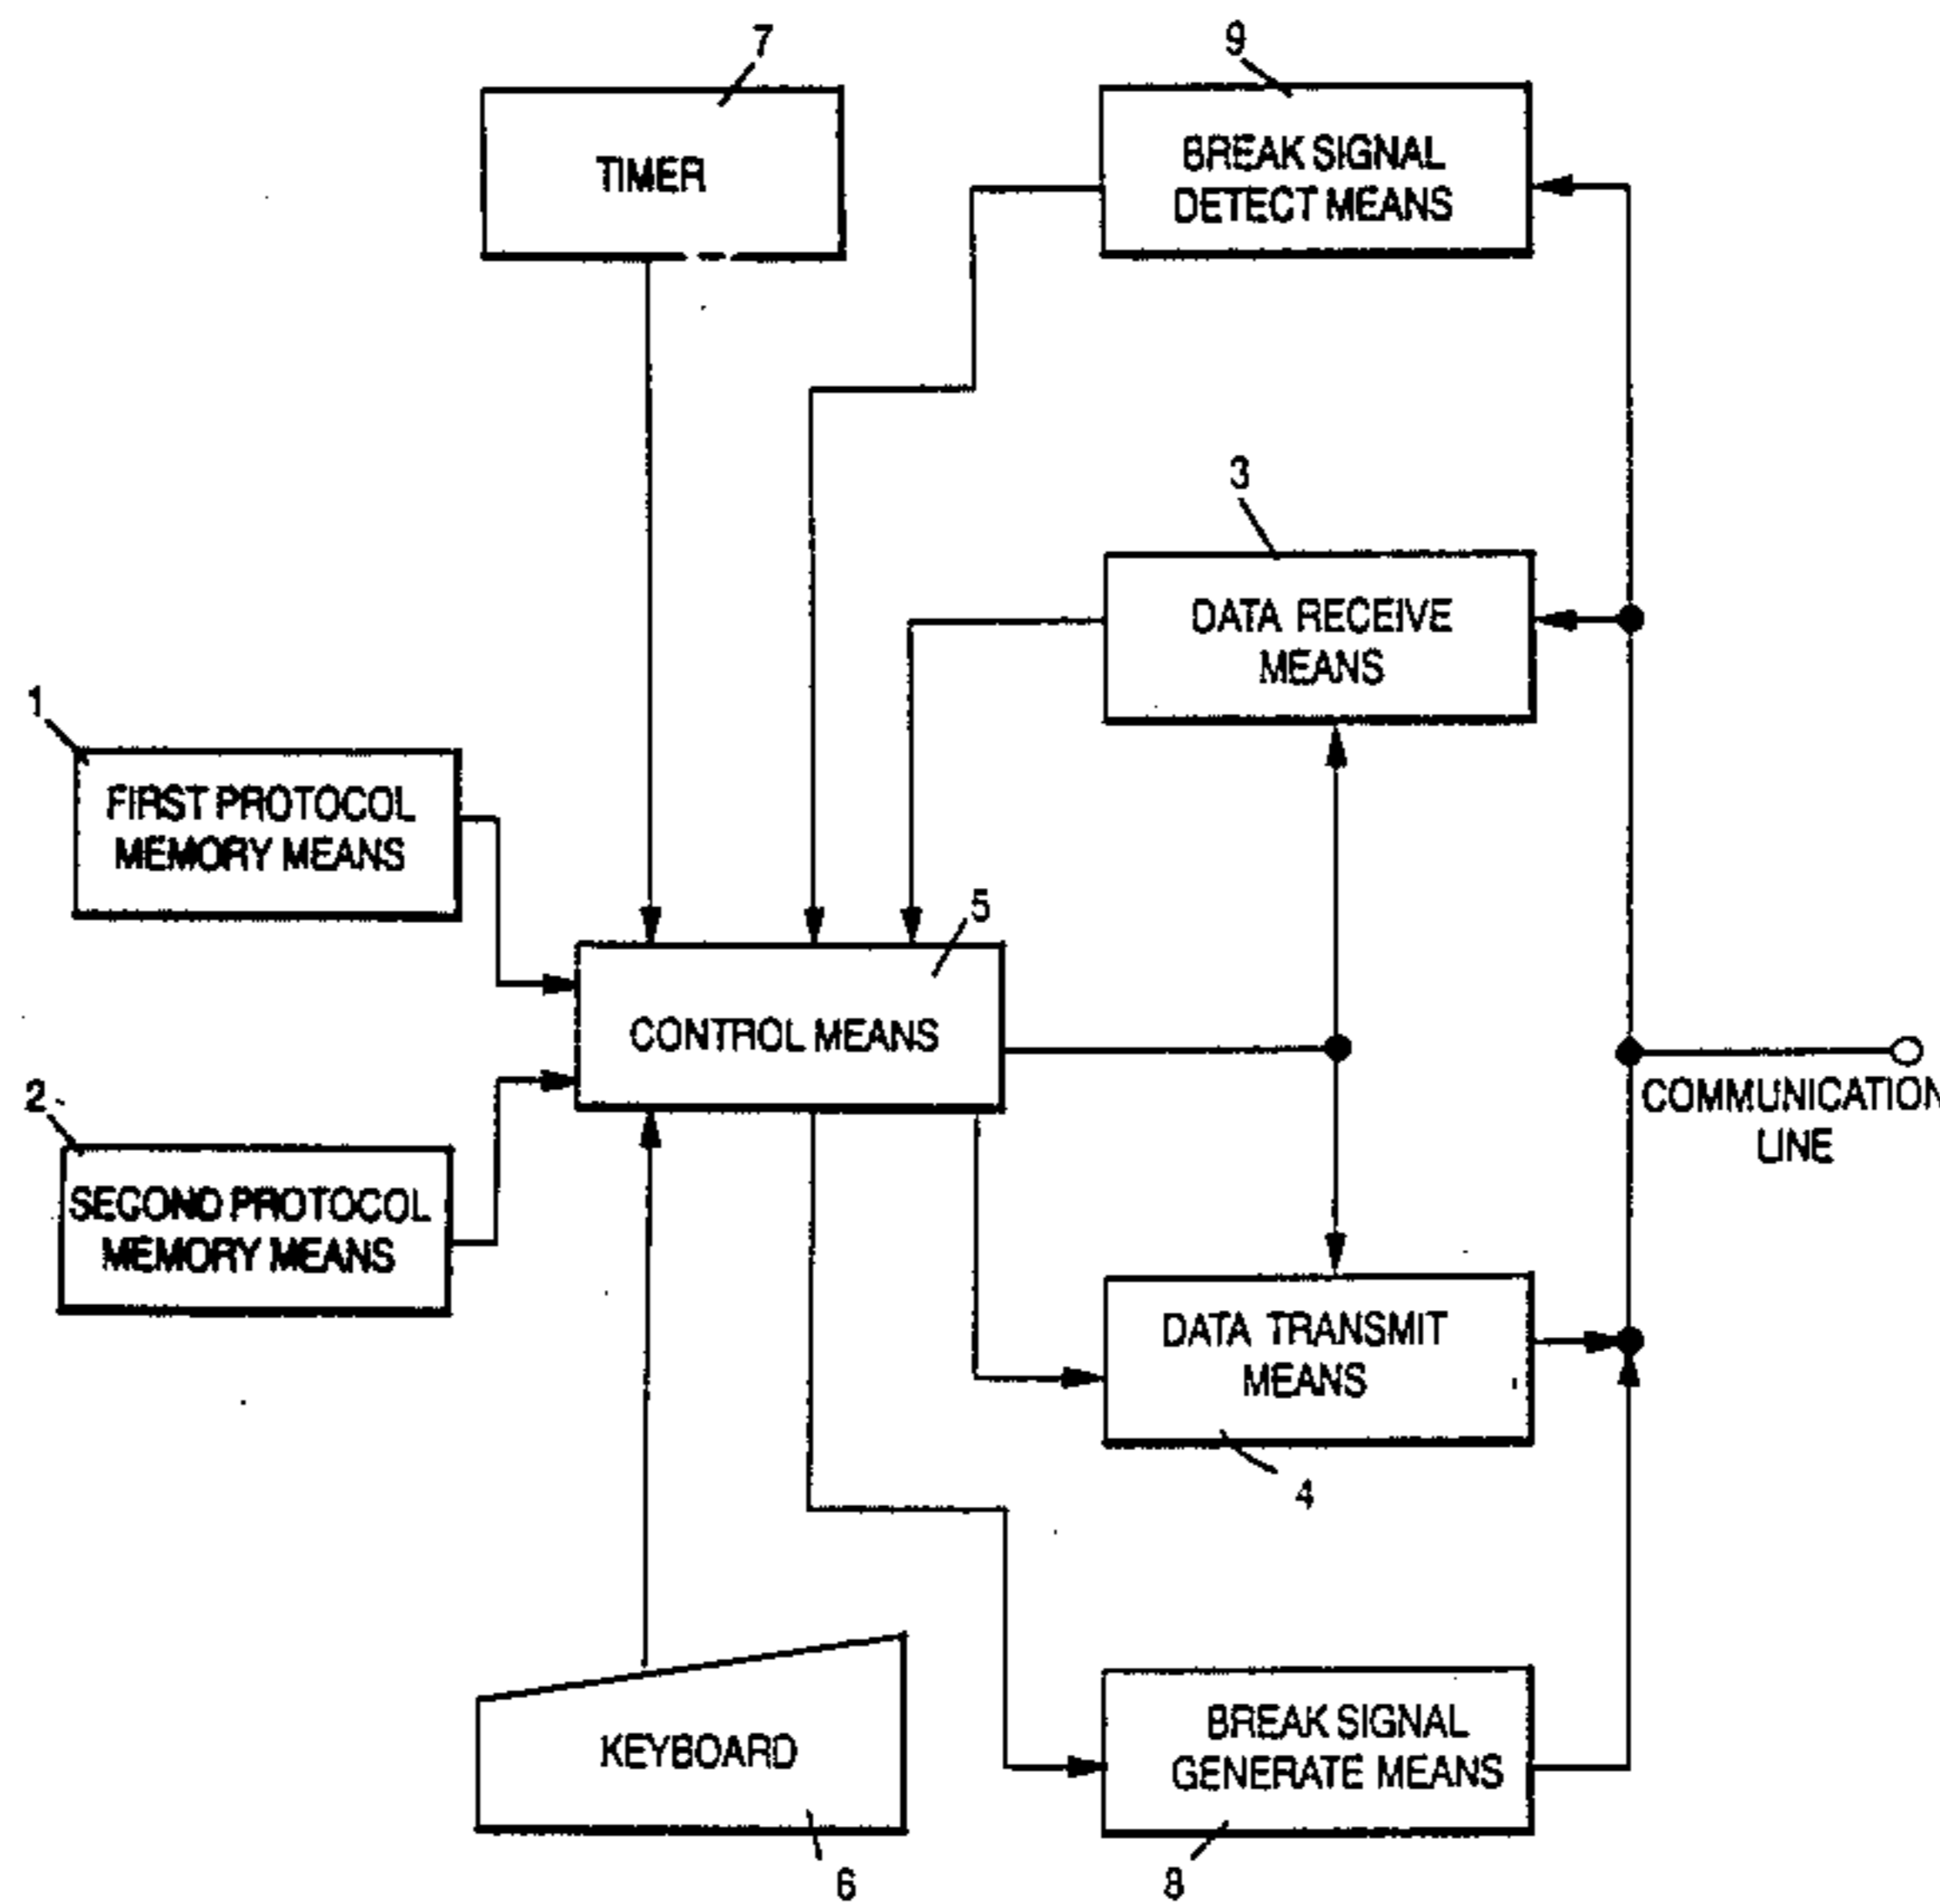 7
TIMER
9
BREAK SIGNAL
DETECT MEANS
3
DATA RECEIVE
MEANS
1
FIRST PROTOCOL
MEMORY MEANS
5
CONTROL MEANS
2
SECOND PROTOCOL
MEMORY MEANS
COMMUNICATION
LINE
DATA TRANSMIT
MEANS
4
KEYBOARD
6
BREAK SIGNAL
GENERATE MEANS
8